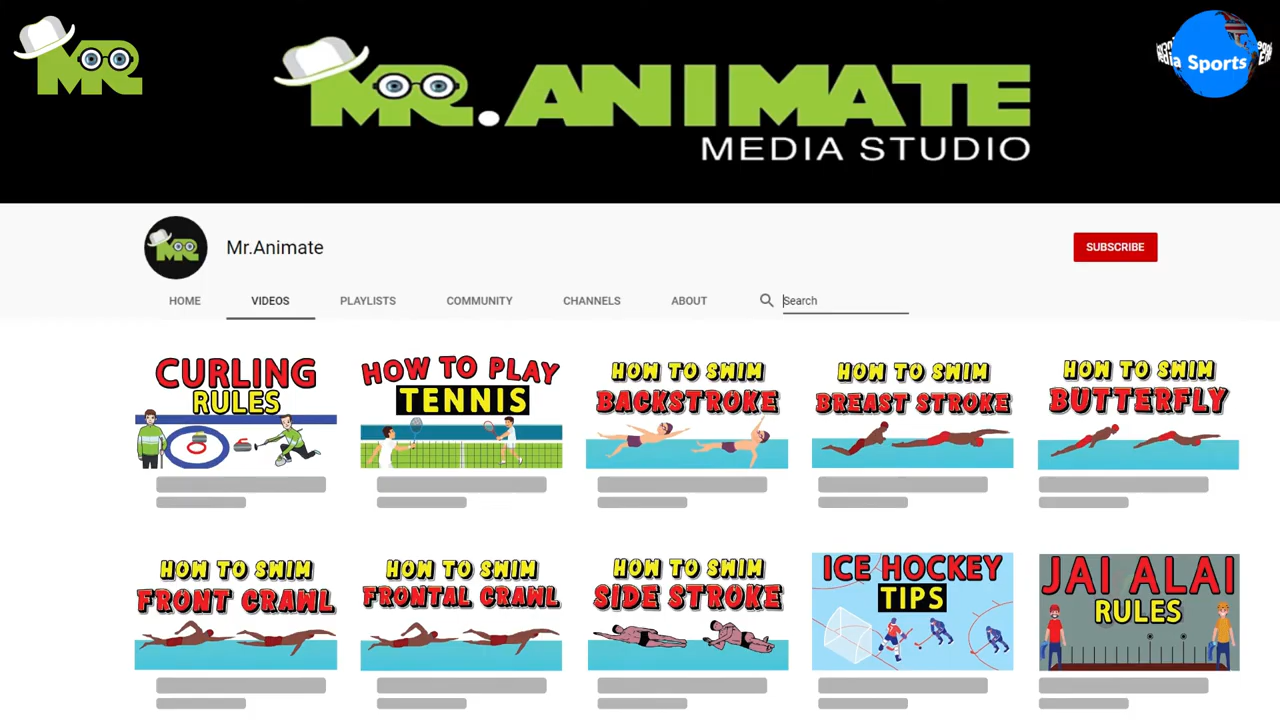 MR
MR.ANIMATE
MEDIA STUDIO
Media Sports
MR
Mr.Animate
SUBSCRIBE
HOME VIDEOS PLAYLISTS COMMUNITY CHANNELS ABOUT Search
CURLING
RULES
HOW TO PLAY
TENNIS
HOW TO SWIM
BACKSTROKE
HOW TO SWIM
BREAST STROKE
HOW TO SWIM
BUTTERFLY
HOW TO SWIM
FRONT CRAWL
HOW TO SWIM
FRONTAL CRAWL
HOW TO SWIM
SIDE STROKE
ICE HOCKEY
TIPS
JAI ALAI
RULES